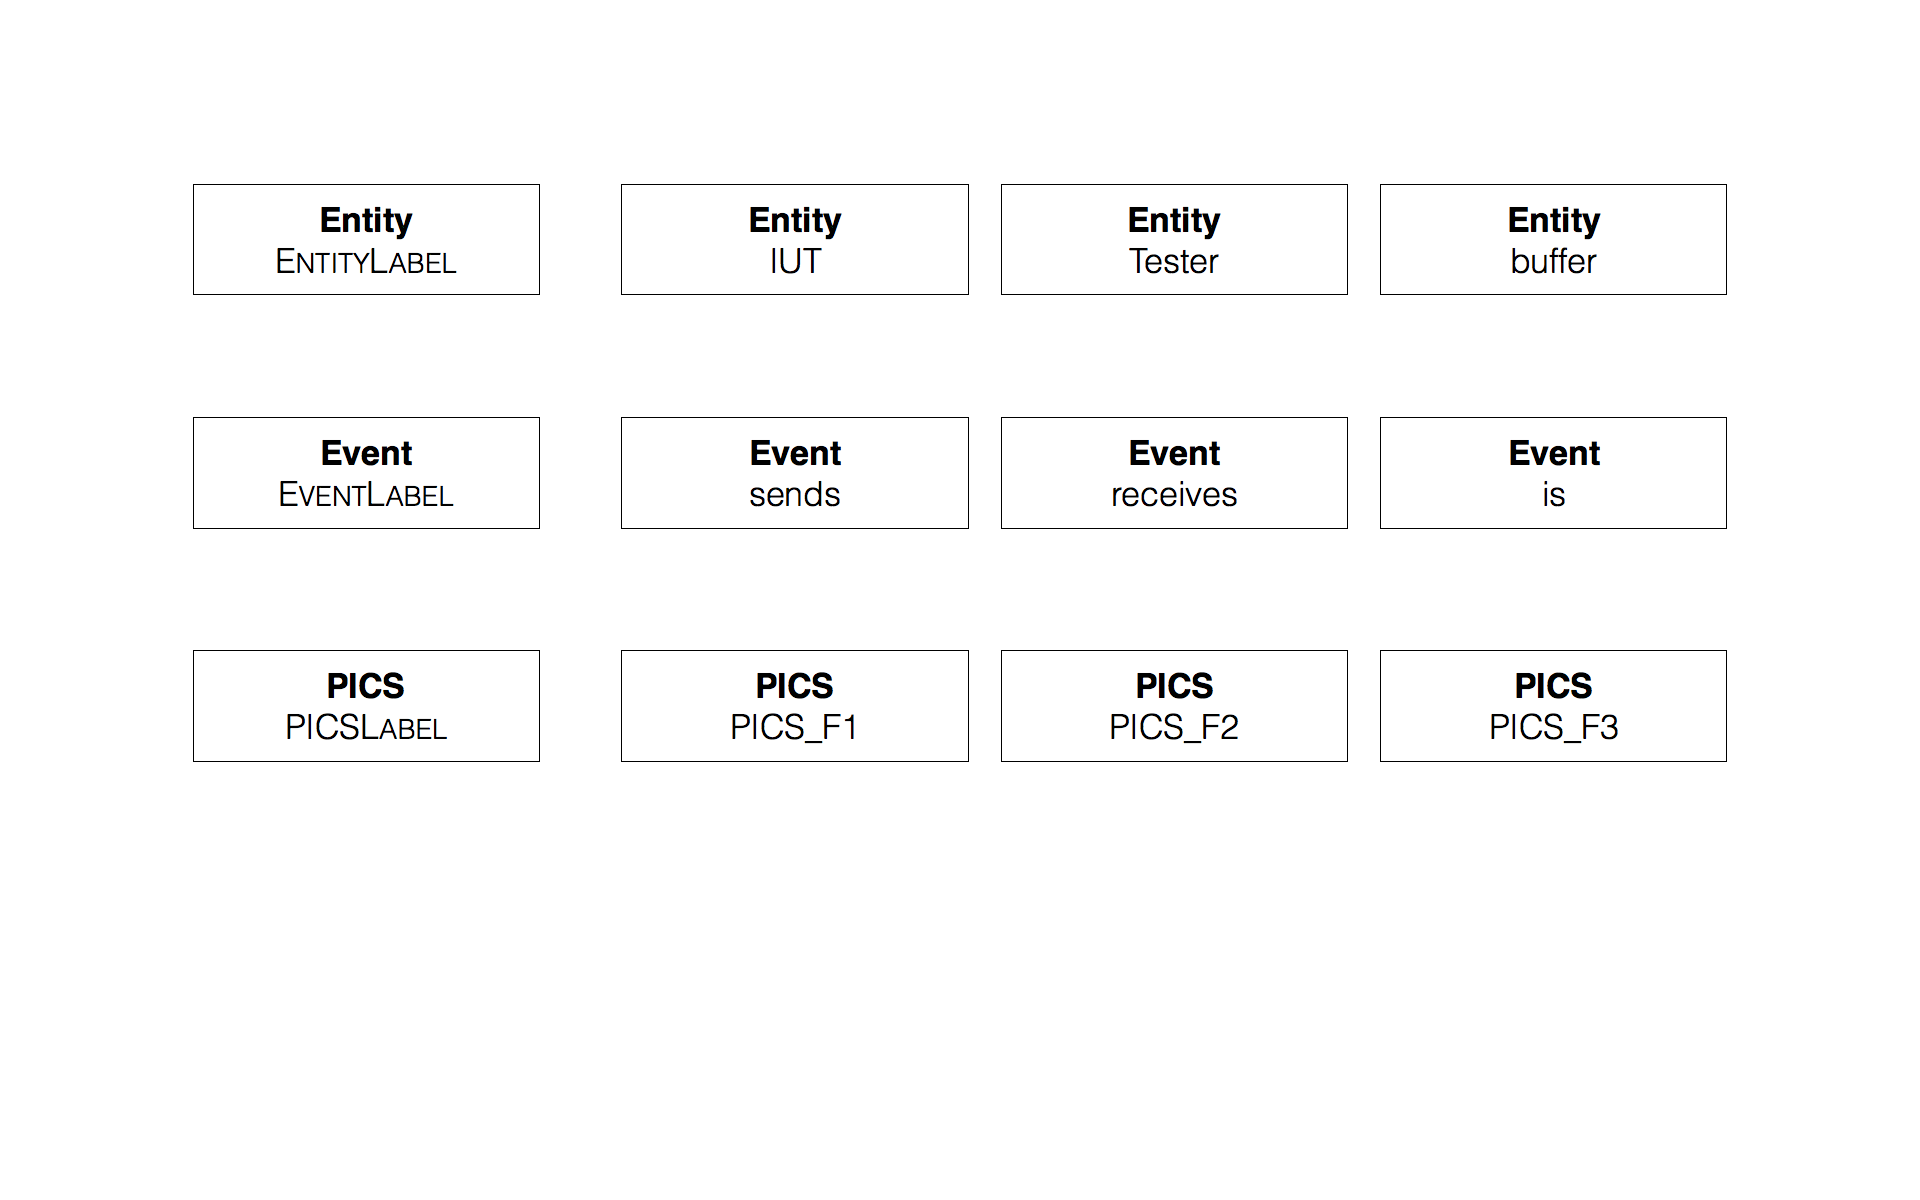 Entity
EntityLabel
Entity
IUT
Entity
Tester
Entity
buffer
Event
EventLabel
Event
sends
Event
receives
Event
is
PICS
PICSLabel
PICS
PICS_F1
PICS
PICS_F2
PICS
PICS_F3